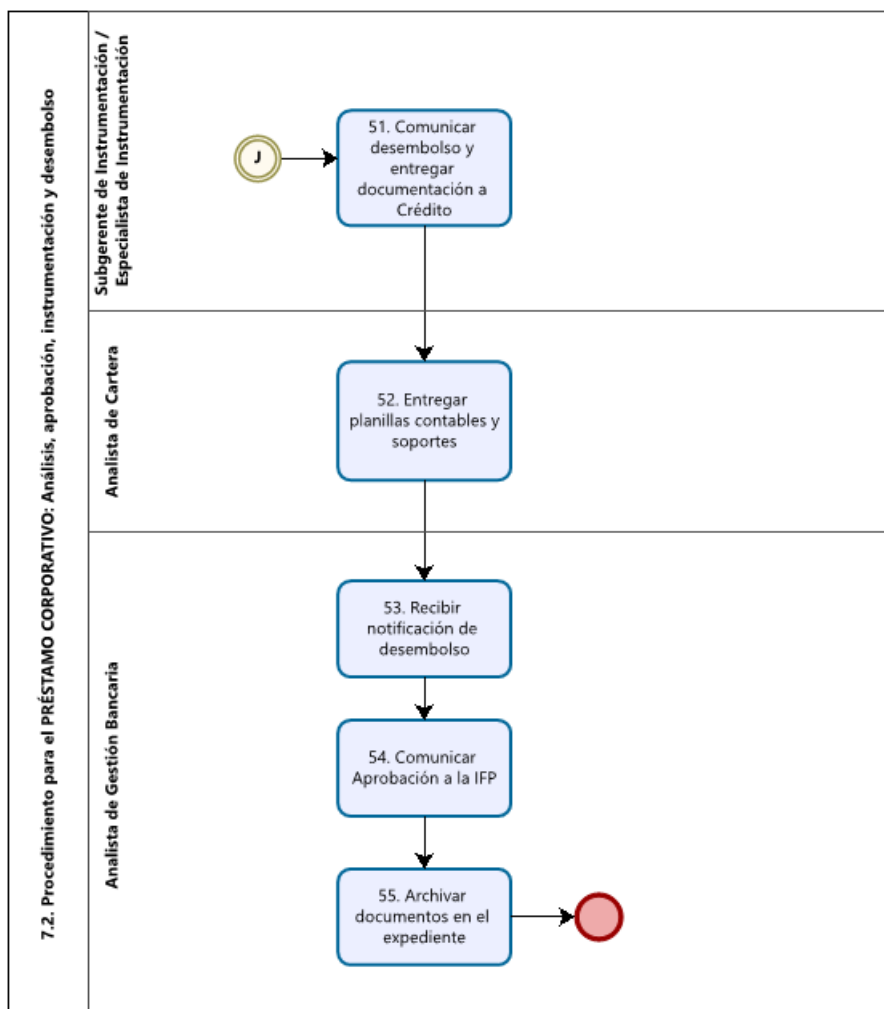 7.2. Procedimiento para el PRÉSTAMO CORPORATIVO: Análisis, aprobación, instrumentación y desembolso
Subgerente de Instrumentación /
Especialista de Instrumentación
J
51. Comunicar
desembolso y
entregar
documentación a
Crédito
Analista de Cartera
52. Entregar
planillas contables y
soportes
Analista de Gestión Bancaria
53. Recibir
notificación de
desembolso
54. Comunicar
Aprobación a la IFP
55. Archivar
documentos en el
expediente